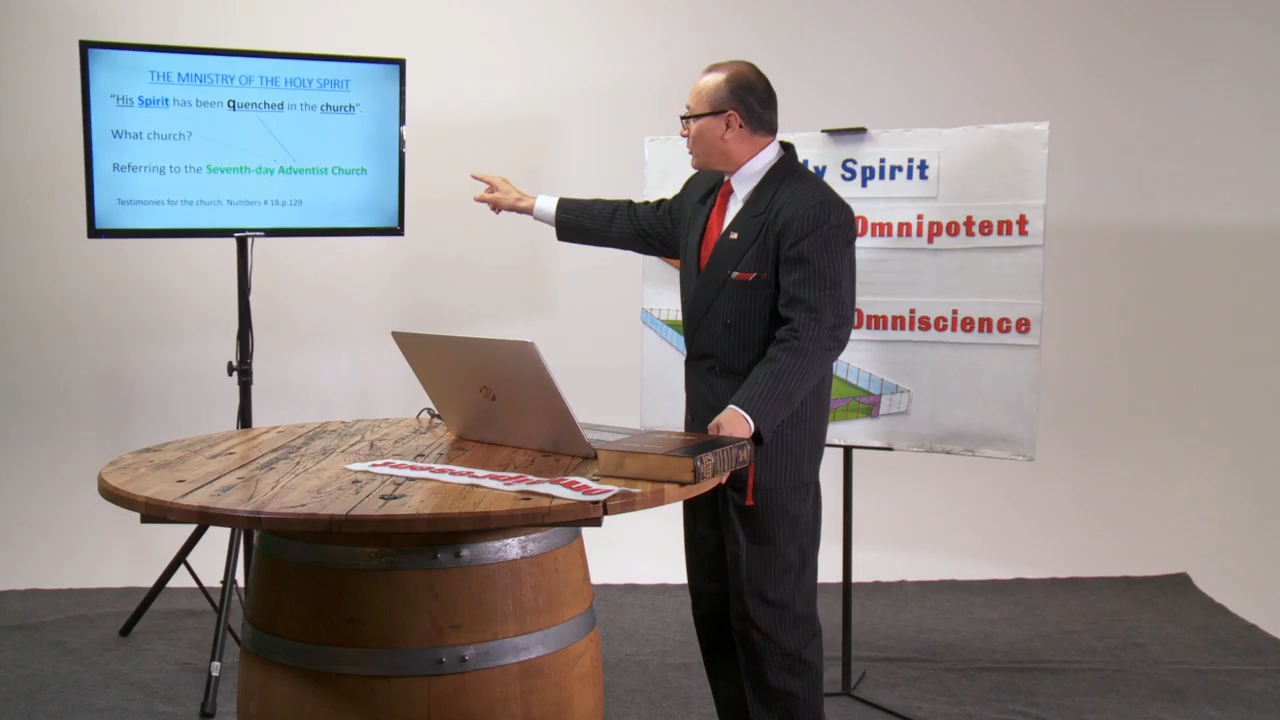 THE MINISTRY OF THE HOLY SPIRIT
"His Spirit has been quenched in the church".
What church?
Referring to the Seventh-day Adventist Church
Testimonies for the church. Numbers # 18.p.129
Spirit
Omnipotent
Omniscience